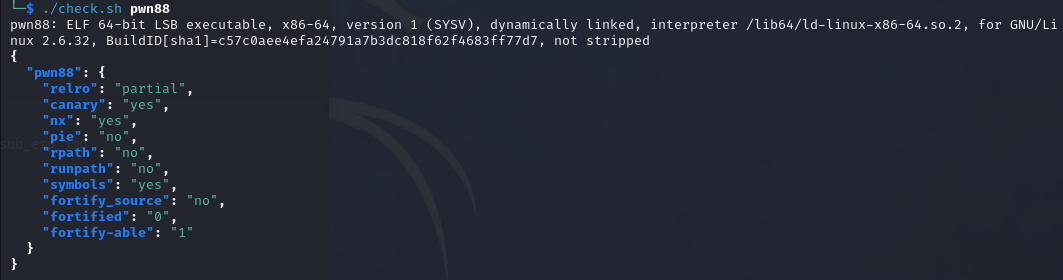 └─$ ./check.sh pwn88
pwn88: ELF 64-bit LSB executable, x86-64, version 1 (SYSV), dynamically linked, interpreter /lib64/ld-linux-x86-64.so.2, for GNU/Li
nux 2.6.32, BuildID[sha1]=c57c0aee4efa24791a7b3dc818f62f4683ff77d7, not stripped
{
  "pwn88": {
    "relro": "partial",
    "canary": "yes",
    "nx": "yes",
    "pie": "no",
    "rpath": "no",
    "runpath": "no",
    "symbols": "yes",
    "fortify_source": "no",
    "fortified": "0",
    "fortify-able": "1"
  }
}